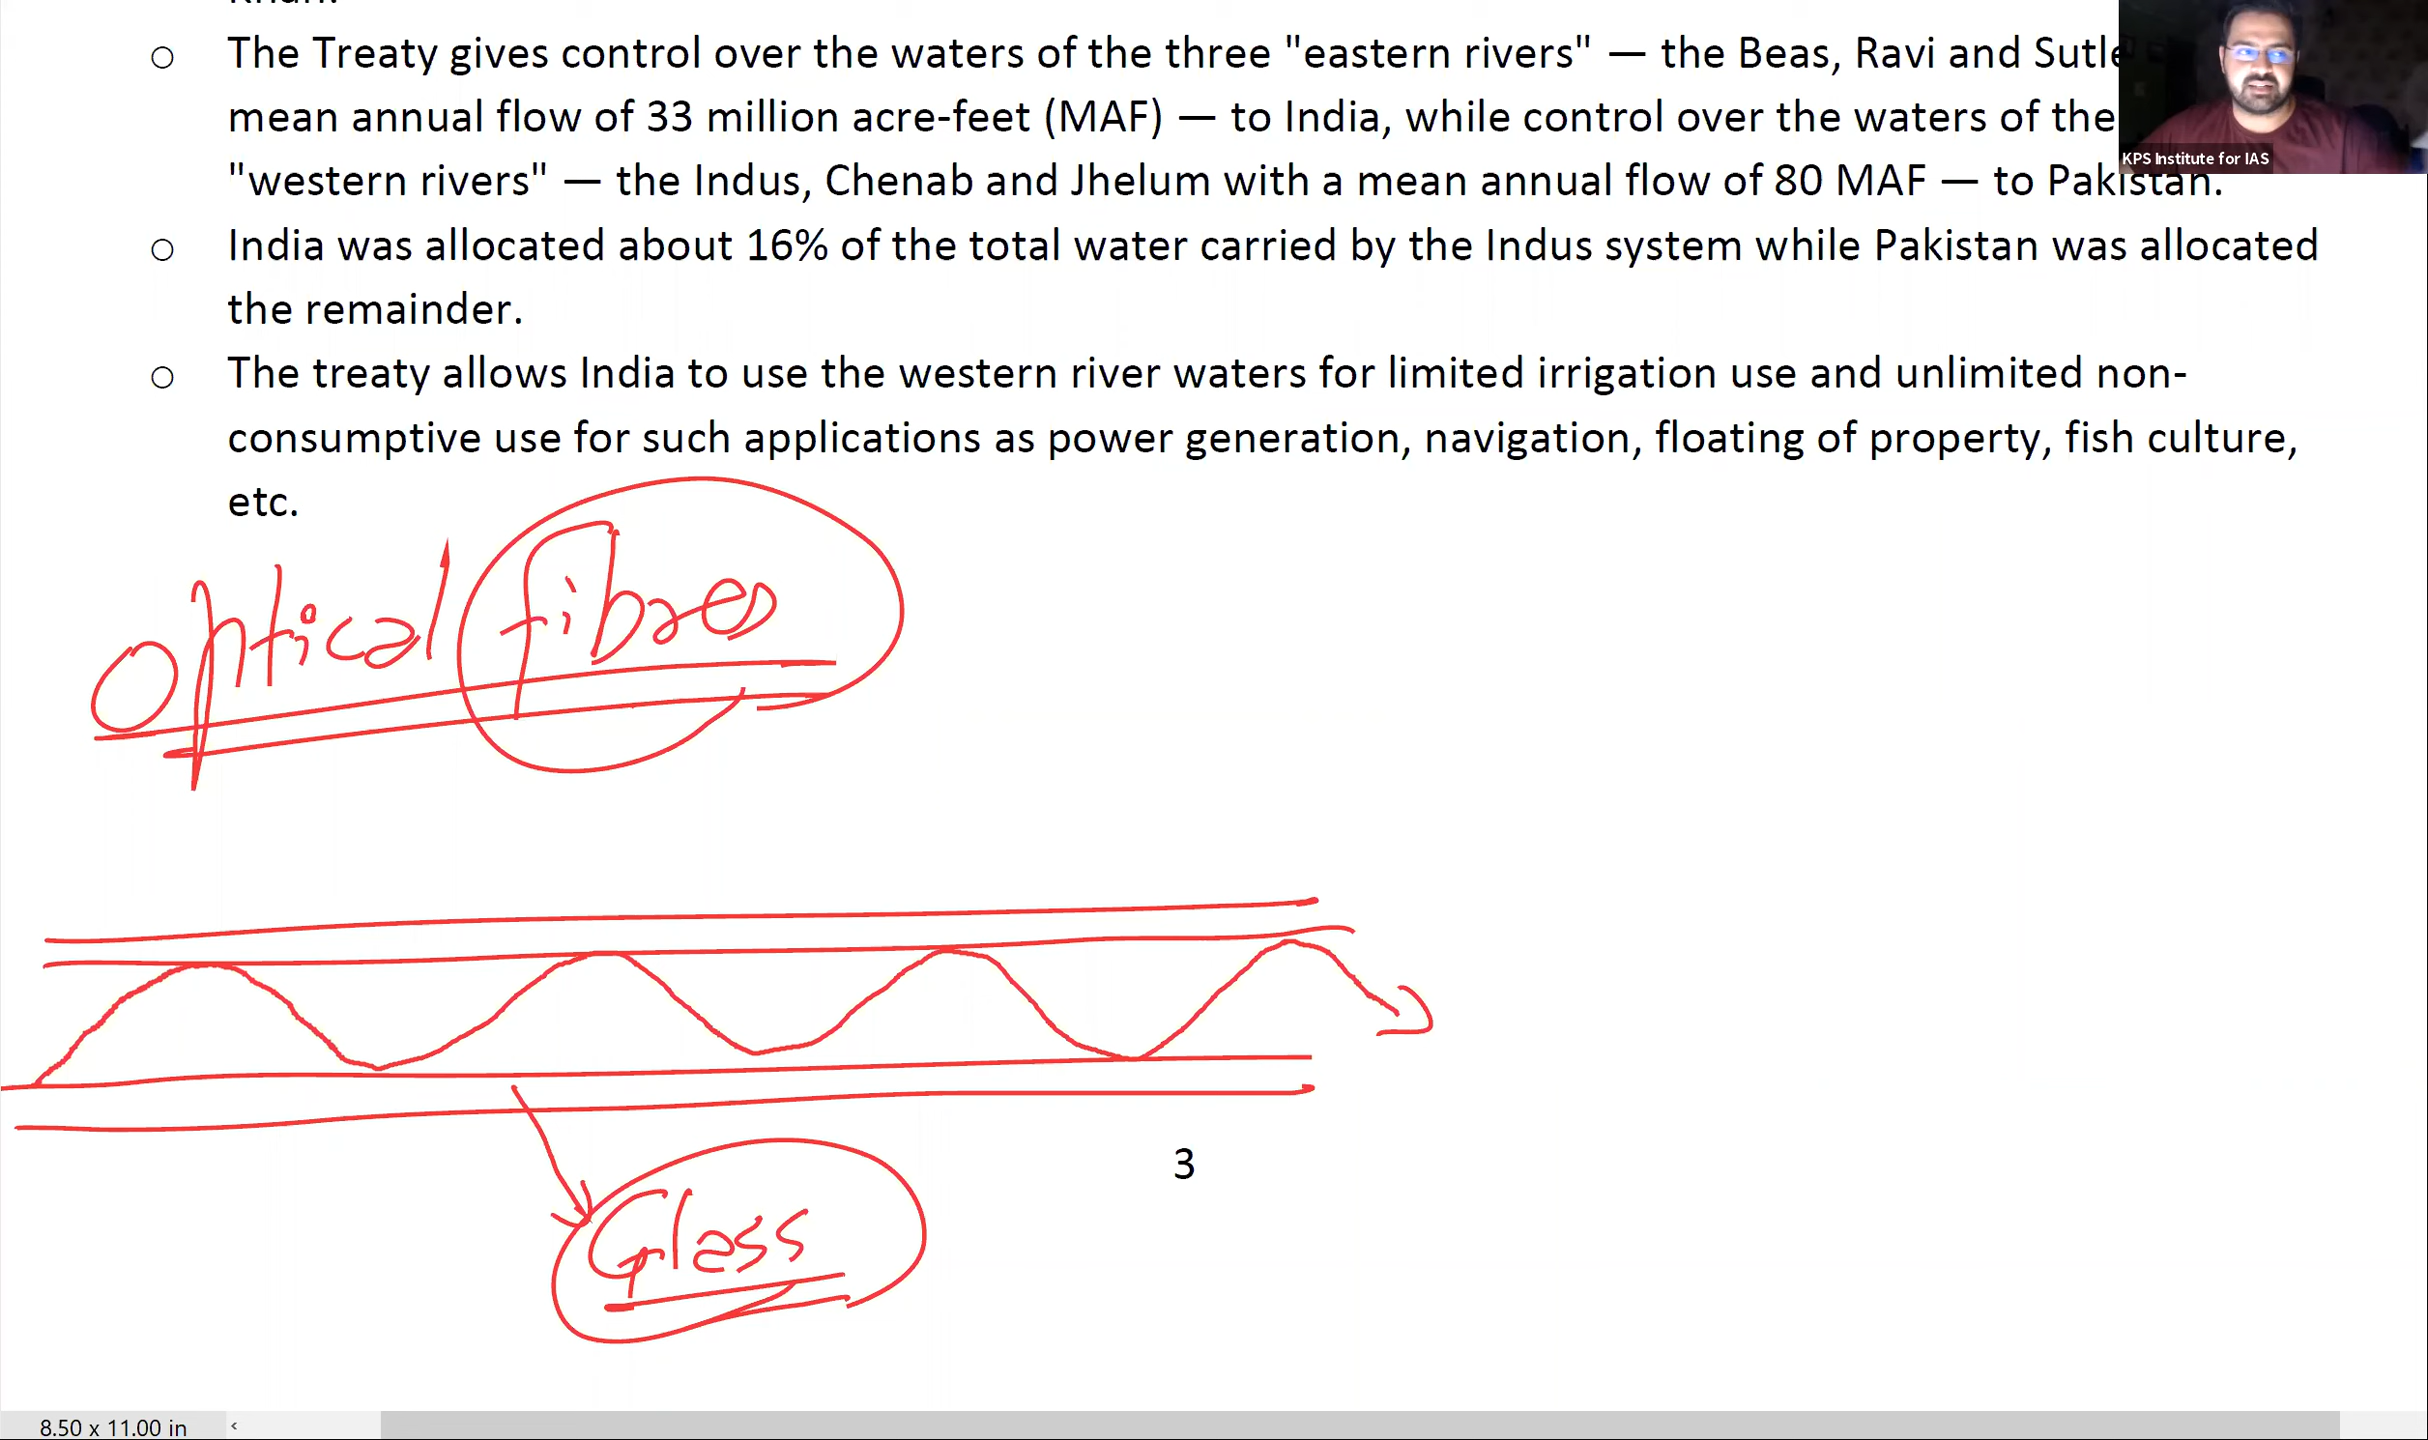 The Treaty gives control over the waters of the three "eastern rivers" — the Beas, Ravi and
mean annual flow of 33 million acre-feet (MAF) — to India, while control over the waters of the
"western rivers" — the Indus, Chenab and Jhelum with a mean annual flow of 80 MAF — to Pakistan.
India was allocated about 16% of the total water carried by the Indus system while Pakistan was allocated
the remainder.
The treaty allows India to use the western river waters for limited irrigation use and unlimited non-
consumptive use for such applications as power generation, navigation, floating of property, fish culture,
etc.
KPS Institute for IAS
optical fibres
3
Glass
8.50 x 11.00 in